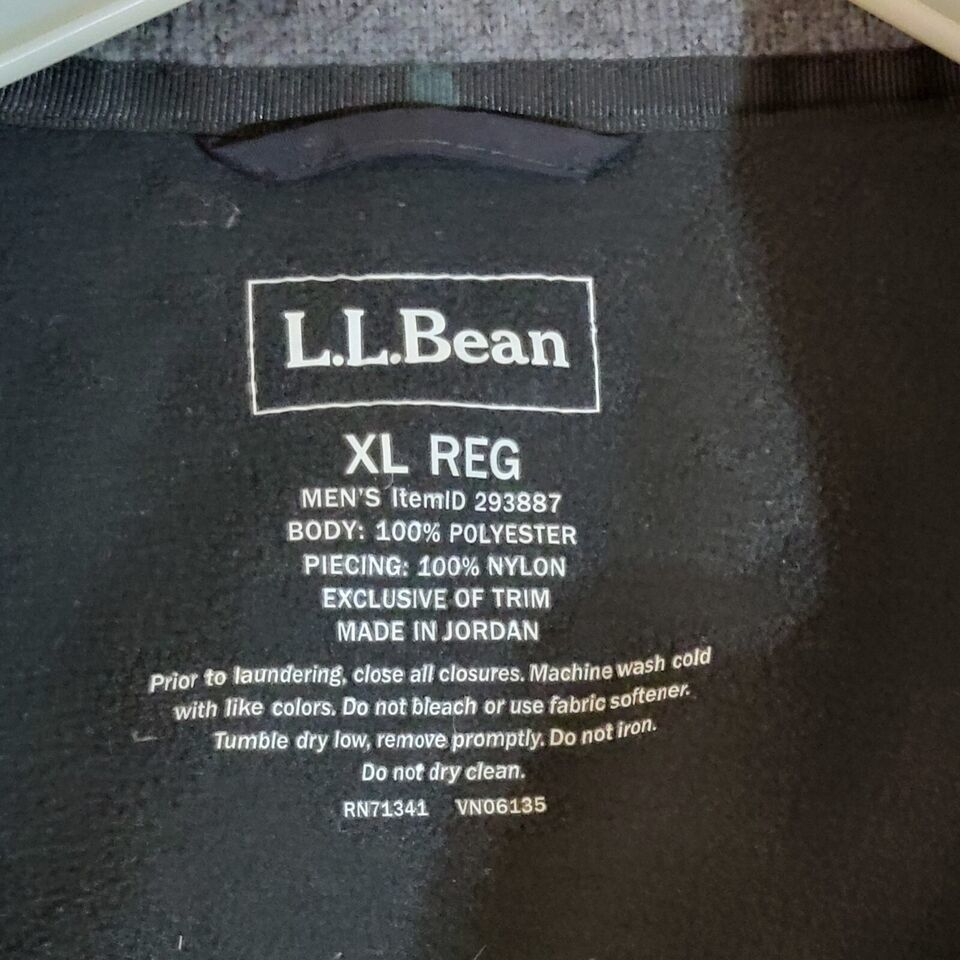 L.L.Bean
XL REG
MEN'S ItemID 293887
BODY: 100% POLYESTER
PIECING: 100% NYLON
EXCLUSIVE OF TRIM
MADE IN JORDAN
Prior to laundering, close all closures. Machine wash cold
with like colors. Do not bleach or use fabric softener.
Tumble dry low, remove promptly. Do not iron.
Do not dry clean.
RN71341 VN06135